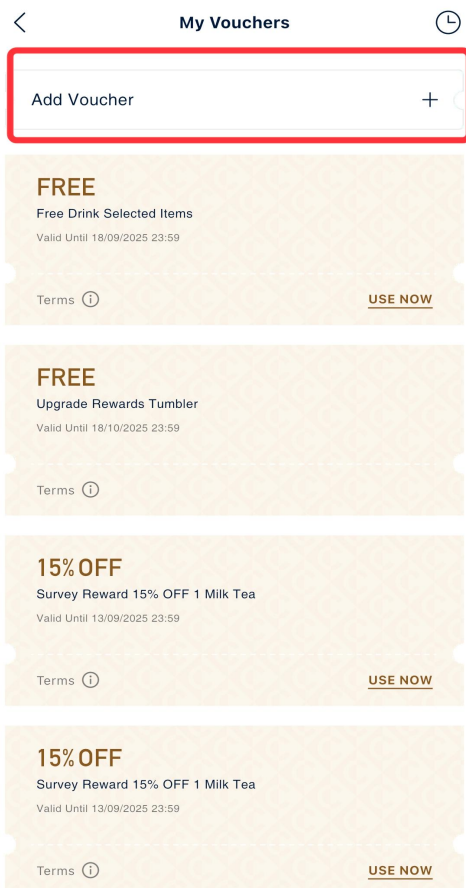 My Vouchers
Add Voucher
FREE
Free Drink Selected Items
Valid Until 18/09/2025 23:59
Terms
USE NOW
FREE
Upgrade Rewards Tumbler
Valid Until 18/10/2025 23:59
Terms
15% OFF
Survey Reward 15% OFF 1 Milk Tea
Valid Until 13/09/2025 23:59
Terms
USE NOW
15% OFF
Survey Reward 15% OFF 1 Milk Tea
Valid Until 13/09/2025 23:59
Terms
USE NOW